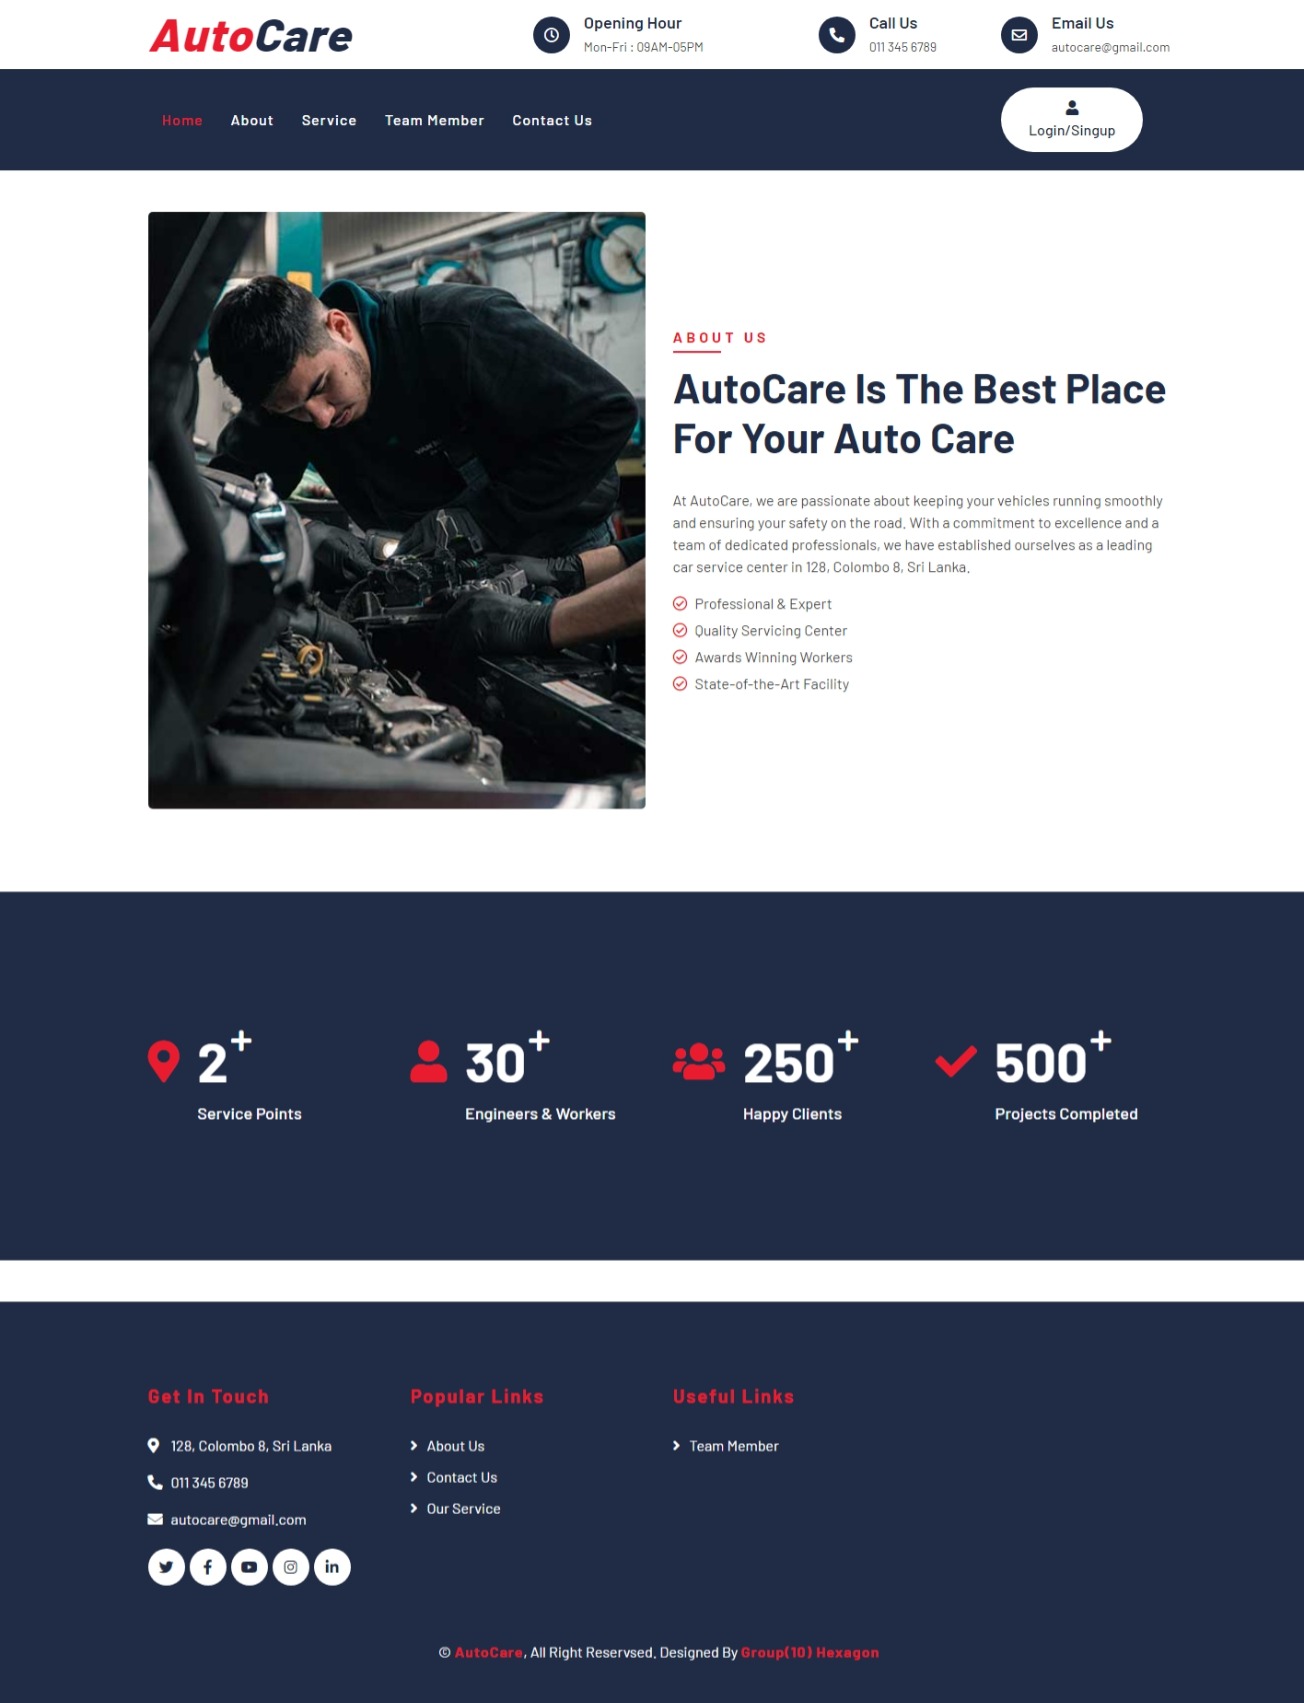 AutoCare
Opening Hour
Mon-Fri : 09AM-05PM
Call Us
011 345 6789
Email Us
autocare@gmail.com
Home
About
Service
Team Member
Contact Us
Login/Singup
ABOUT US
AutoCare Is The Best Place
For Your Auto Care
At AutoCare, we are passionate about keeping your vehicles running smoothly
and ensuring your safety on the road. With a commitment to excellence and a
team of dedicated professionals, we have established ourselves as a leading
car service center in 128, Colombo 8, Sri Lanka.
Professional & Expert
Quality Servicing Center
Awards Winning Workers
State-of-the-Art Facility
2+
Service Points
30+
Engineers & Workers
250+
Happy Clients
500+
Projects Completed
Get In Touch
128, Colombo 8, Sri Lanka
011 345 6789
autocare@gmail.com
Popular Links
About Us
Contact Us
Our Service
Useful Links
Team Member
© AutoCare, All Right Reservsed. Designed By Group(10) Hexagon